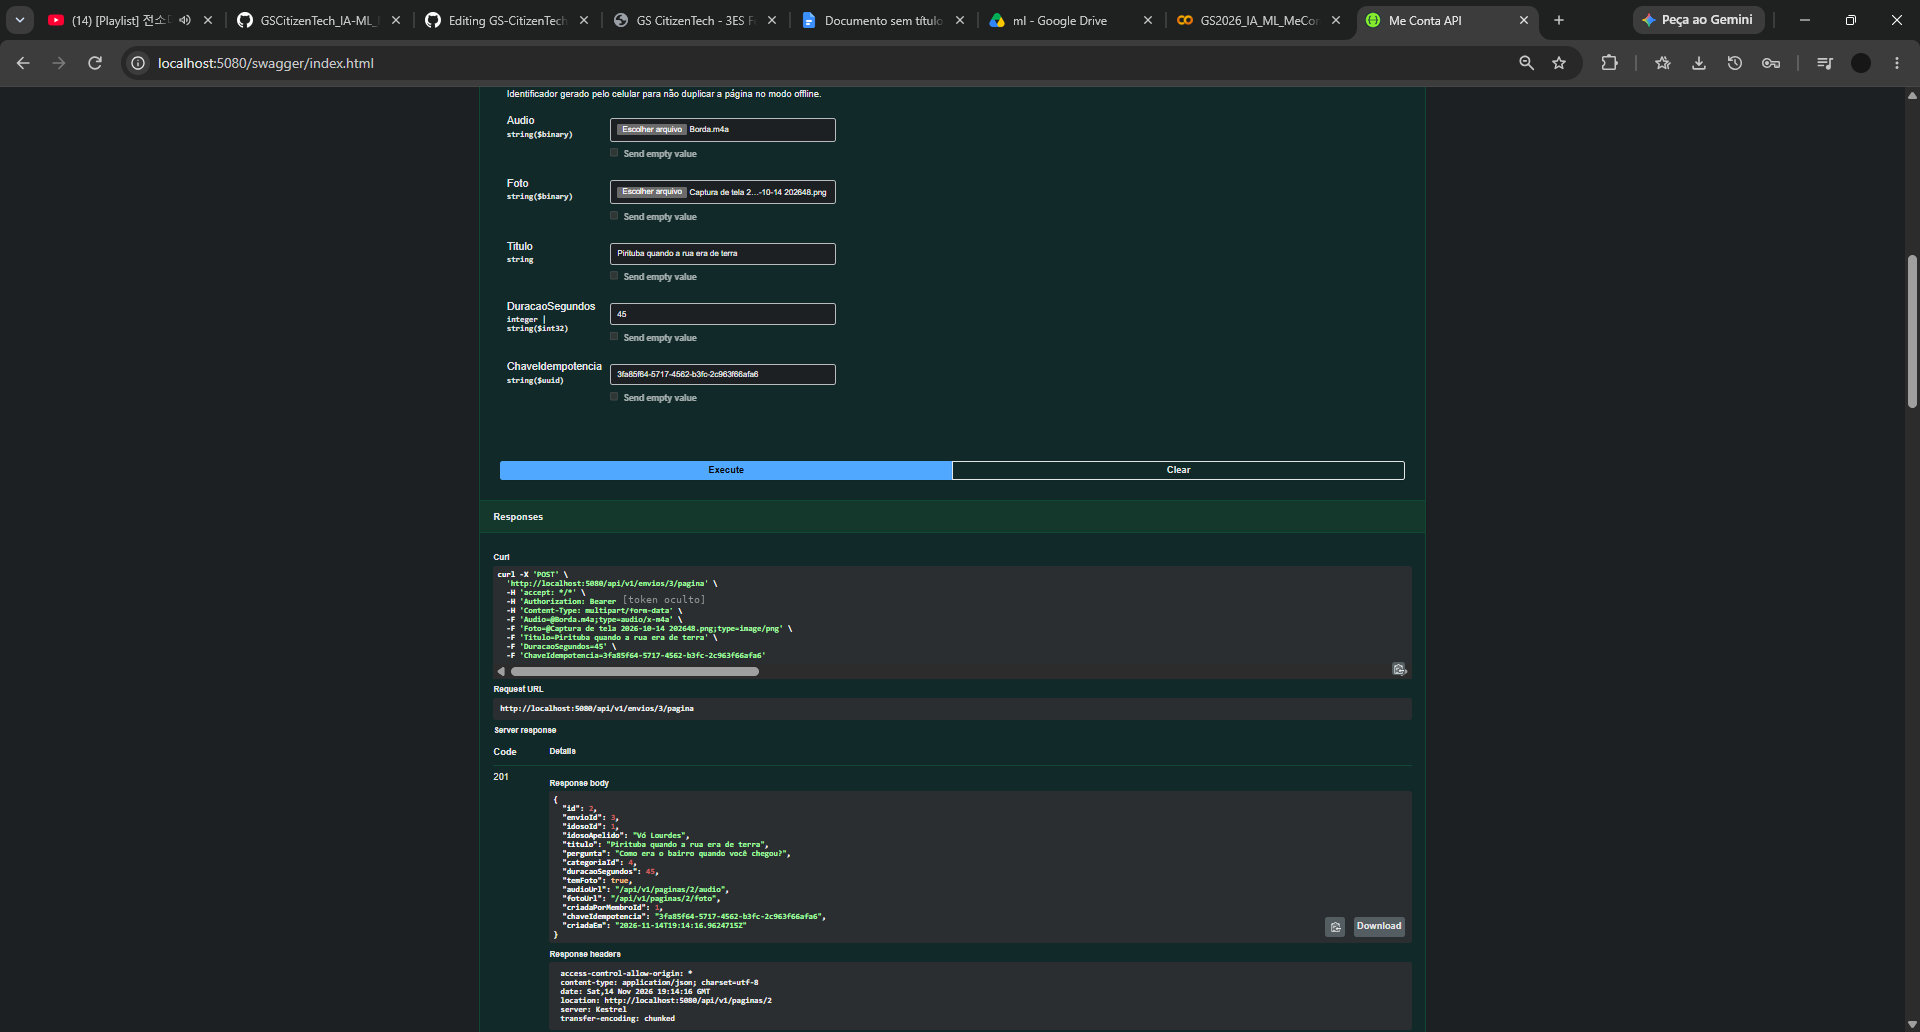 (14) [Playlist] 전소
GSCitizenTech_IA-ML_
Editing GS-CitizenTech
GS CitizenTech - 3ES F
Documento sem título
ml - Google Drive
GS2026_IA_ML_MeCon
Me Conta API
Peça ao Gemini
localhost:5080/swagger/index.html
Identificador gerado pelo celular para não duplicar a página no modo offline.
Audio
string($binary)
Escolher arquivo Borda.m4a
Send empty value
Foto
string($binary)
Escolher arquivo Captura de tela 2...-10-14 202648.png
Send empty value
Titulo
string
Pirituba quando a rua era de terra
Send empty value
DuracaoSegundos
integer |
string($int32)
45
Send empty value
ChaveIdempotencia
string($uuid)
3fa85f64-5717-4562-b3fc-2c963f66afa6
Send empty value
Execute
Clear
Responses
Curl
curl -X 'POST' \
'http://localhost:5080/api/v1/envios/3/pagina' \
-H 'accept: */*' \
-H 'Authorization: Bearer [token oculto]
-H 'Content-Type: multipart/form-data' \
-F 'Audio=@Borda.m4a;type=audio/x-m4a' \
-F 'Foto=@Captura de tela 2026-10-14 202648.png;type=image/png' \
-F 'Titulo=Pirituba quando a rua era de terra' \
-F 'DuracaoSegundos=45' \
-F 'ChaveIdempotencia=3fa85f64-5717-4562-b3fc-2c963f66afa6'
Request URL
http://localhost:5080/api/v1/envios/3/pagina
Server response
Code
Details
201
Response body
{
"id": 2,
"envioId": 3,
"idosoId": 1,
"idosoApelido": "Vó Lourdes",
"titulo": "Pirituba quando a rua era de terra",
"pergunta": "Como era o bairro quando você chegou?",
"categoriaId": 4,
"duracaoSegundos": 45,
"temFoto": true,
"audioUrl": "/api/v1/paginas/2/audio",
"fotoUrl": "/api/v1/paginas/2/foto",
"criadaPorMembroId": 1,
"chaveIdempotencia": "3fa85f64-5717-4562-b3fc-2c963f66afa6",
"criadaEm": "2026-11-14T19:14:16.9624715Z"
}
Download
Response headers
access-control-allow-origin: *
content-type: application/json; charset=utf-8
date: Sat,14 Nov 2026 19:14:16 GMT
location: http://localhost:5080/api/v1/paginas/2
server: Kestrel
transfer-encoding: chunked